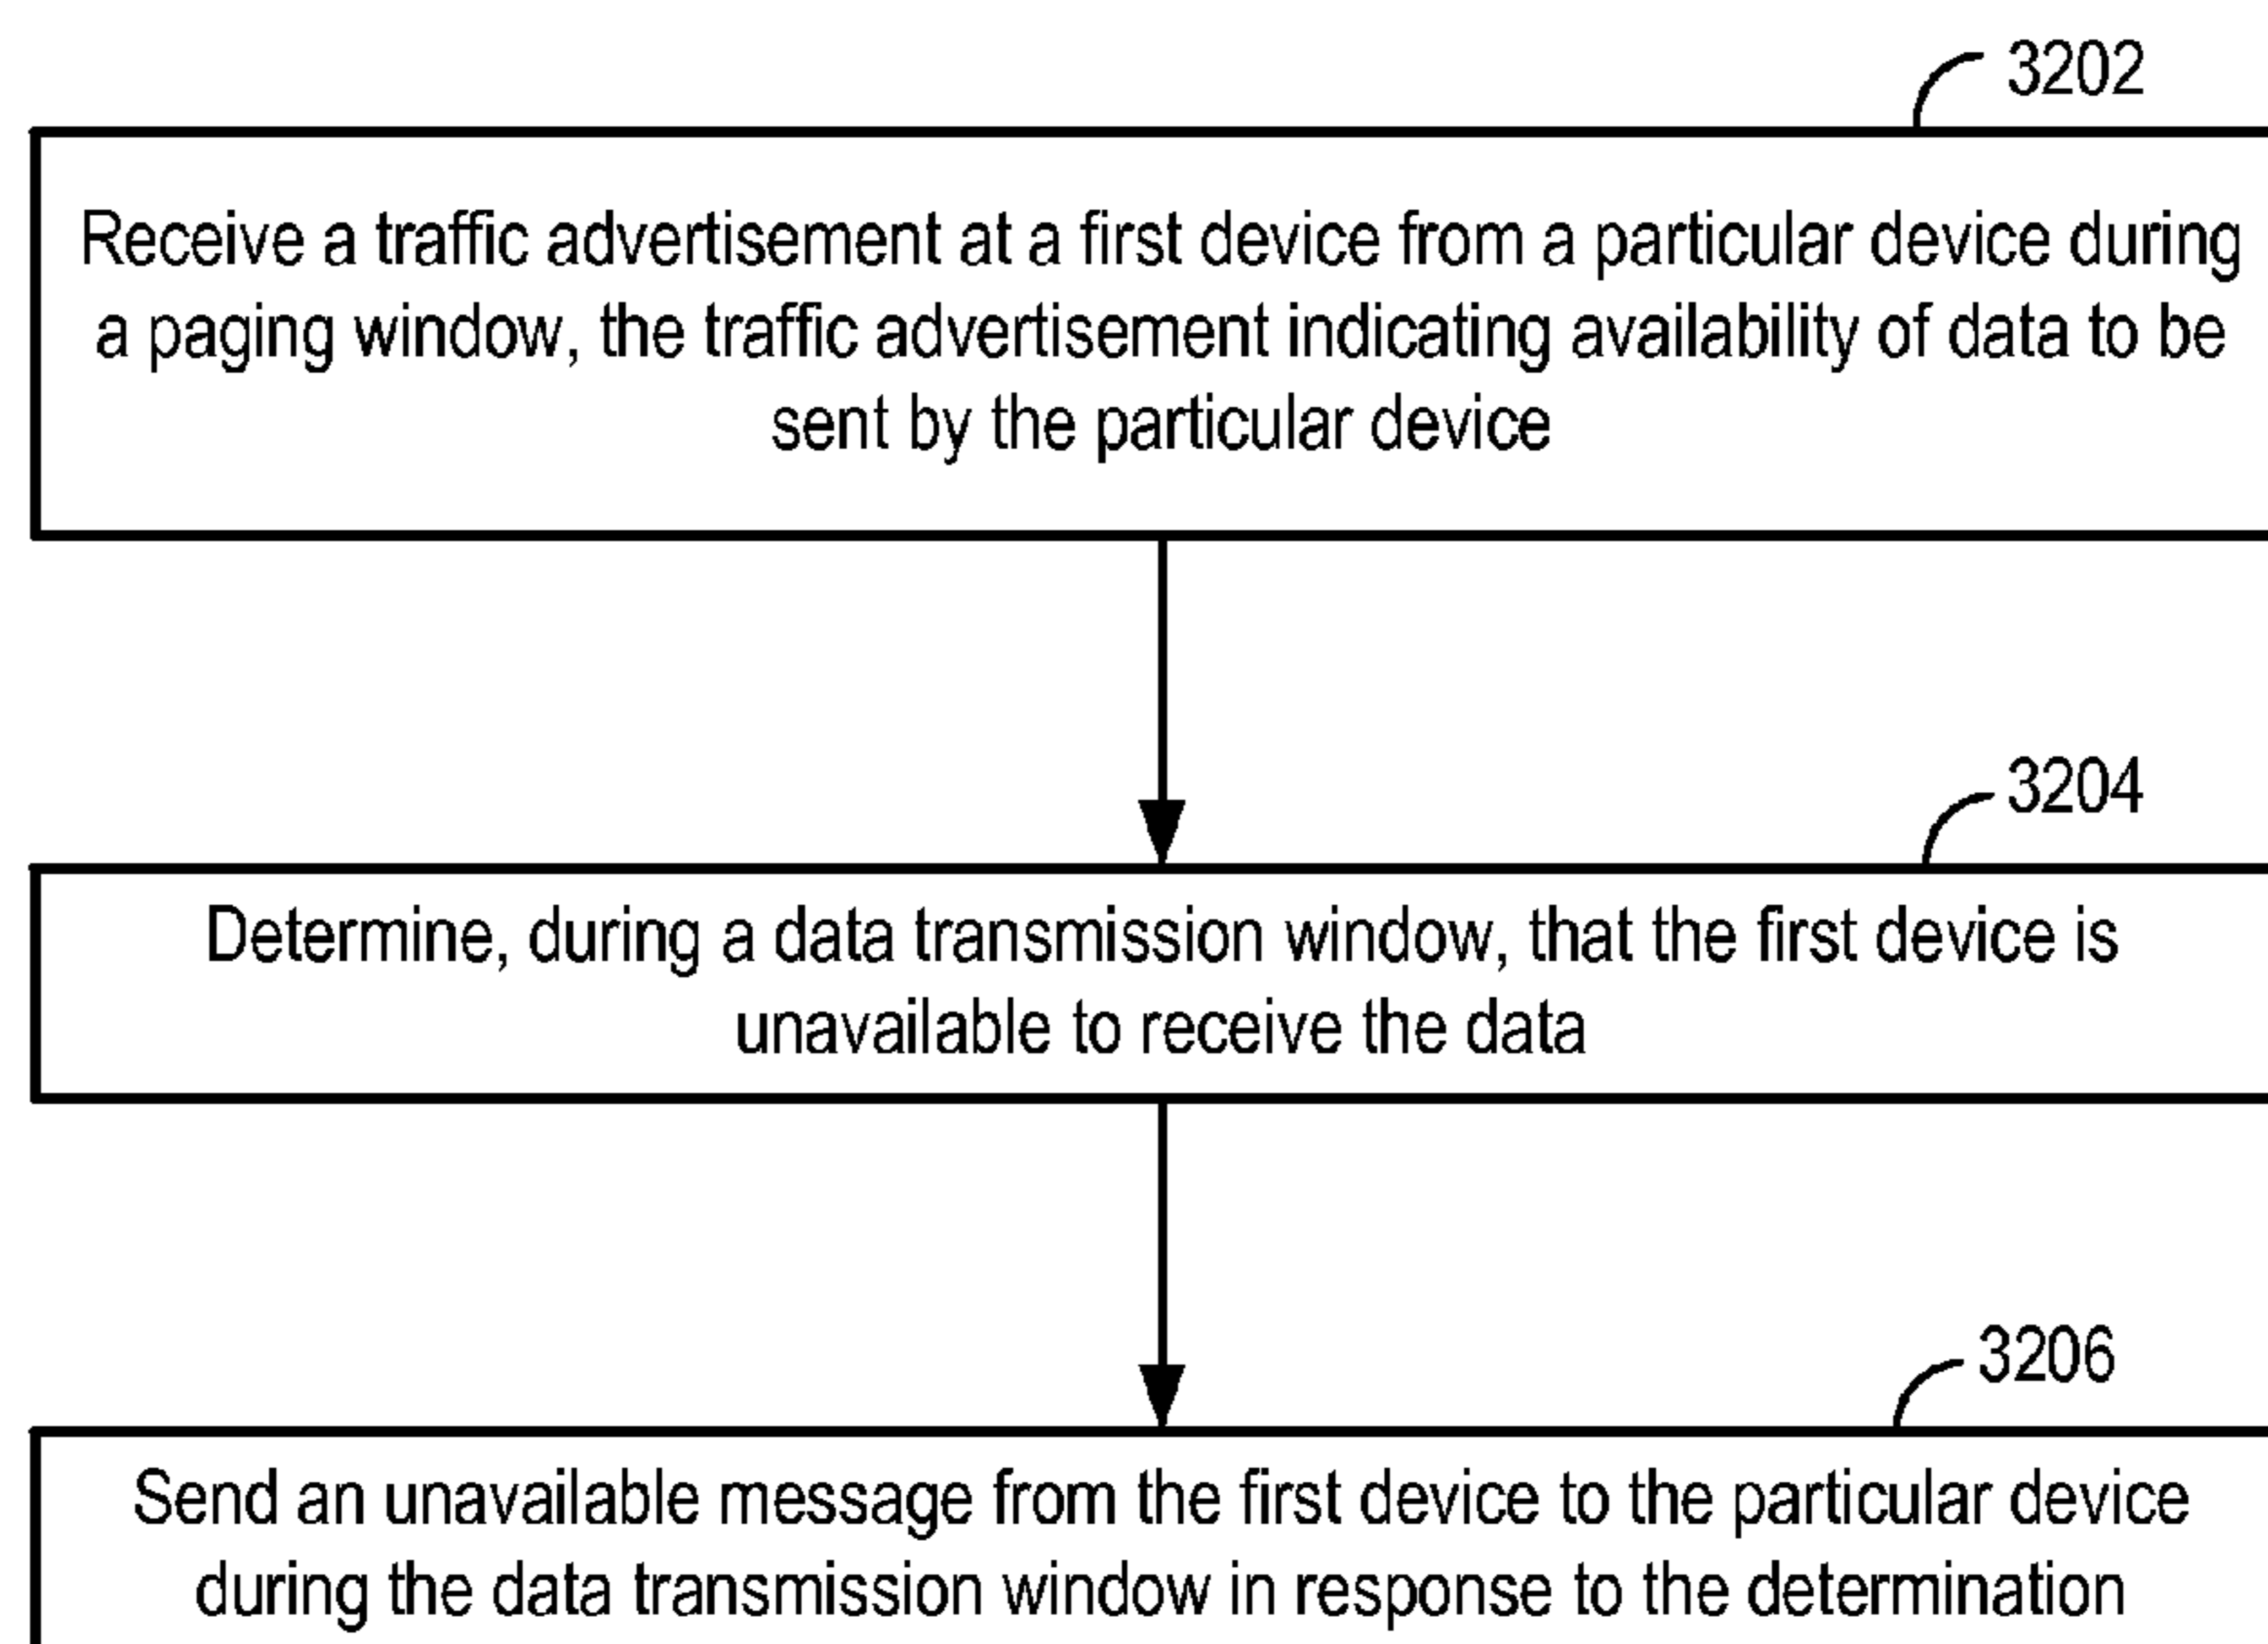 3202
Receive a traffic advertisement at a first device from a particular device during
a paging window, the traffic advertisement indicating availability of data to be
sent by the particular device
3204
Determine, during a data transmission window, that the first device is
unavailable to receive the data
3206
Send an unavailable message from the first device to the particular device
during the data transmission window in response to the determination